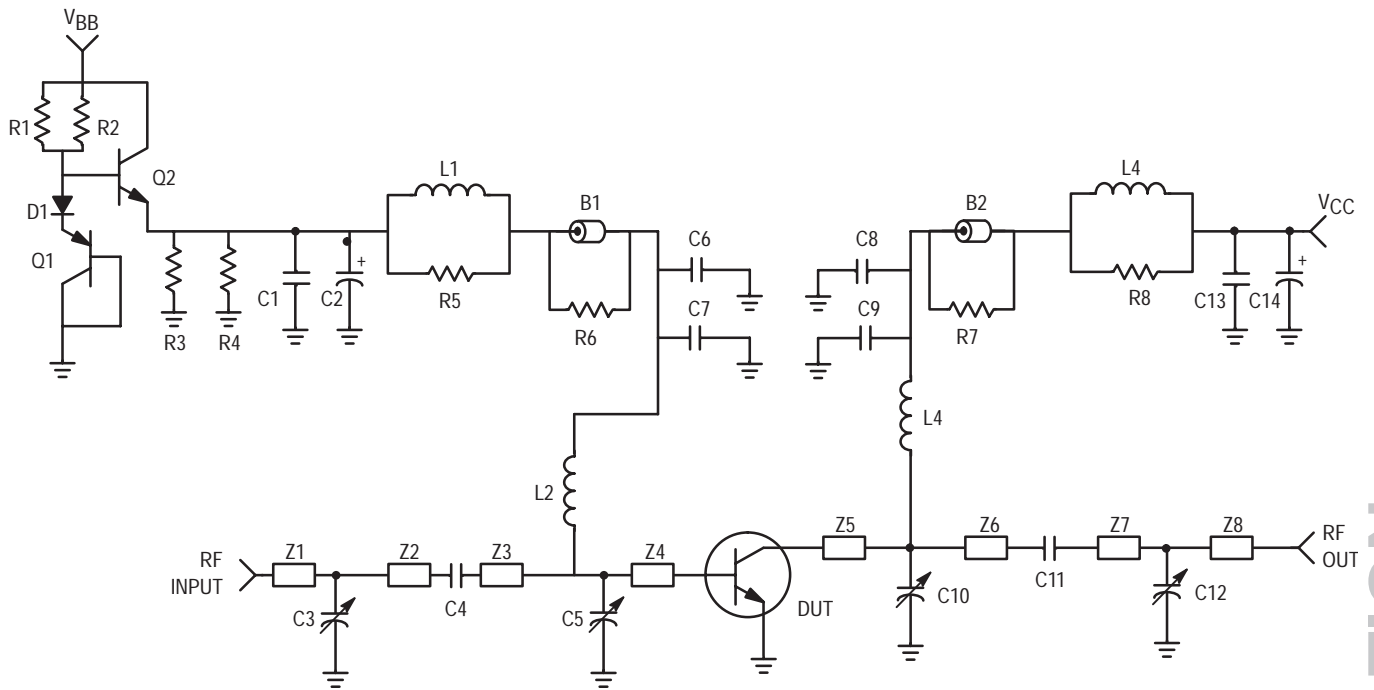 VBB
R1 R2
Q2
D1
Q1
R3 R4
C1 C2 +
L1
R5
B1
R6
C6
C7
L2
C8
C9
B2
R7
L4
R8
VCC
C13 C14 +
L4
RF INPUT
Z1
C3
Z2
C4
Z3
C5
Z4
DUT
Z5
C10
Z6
C11
Z7
C12
Z8
RF OUT